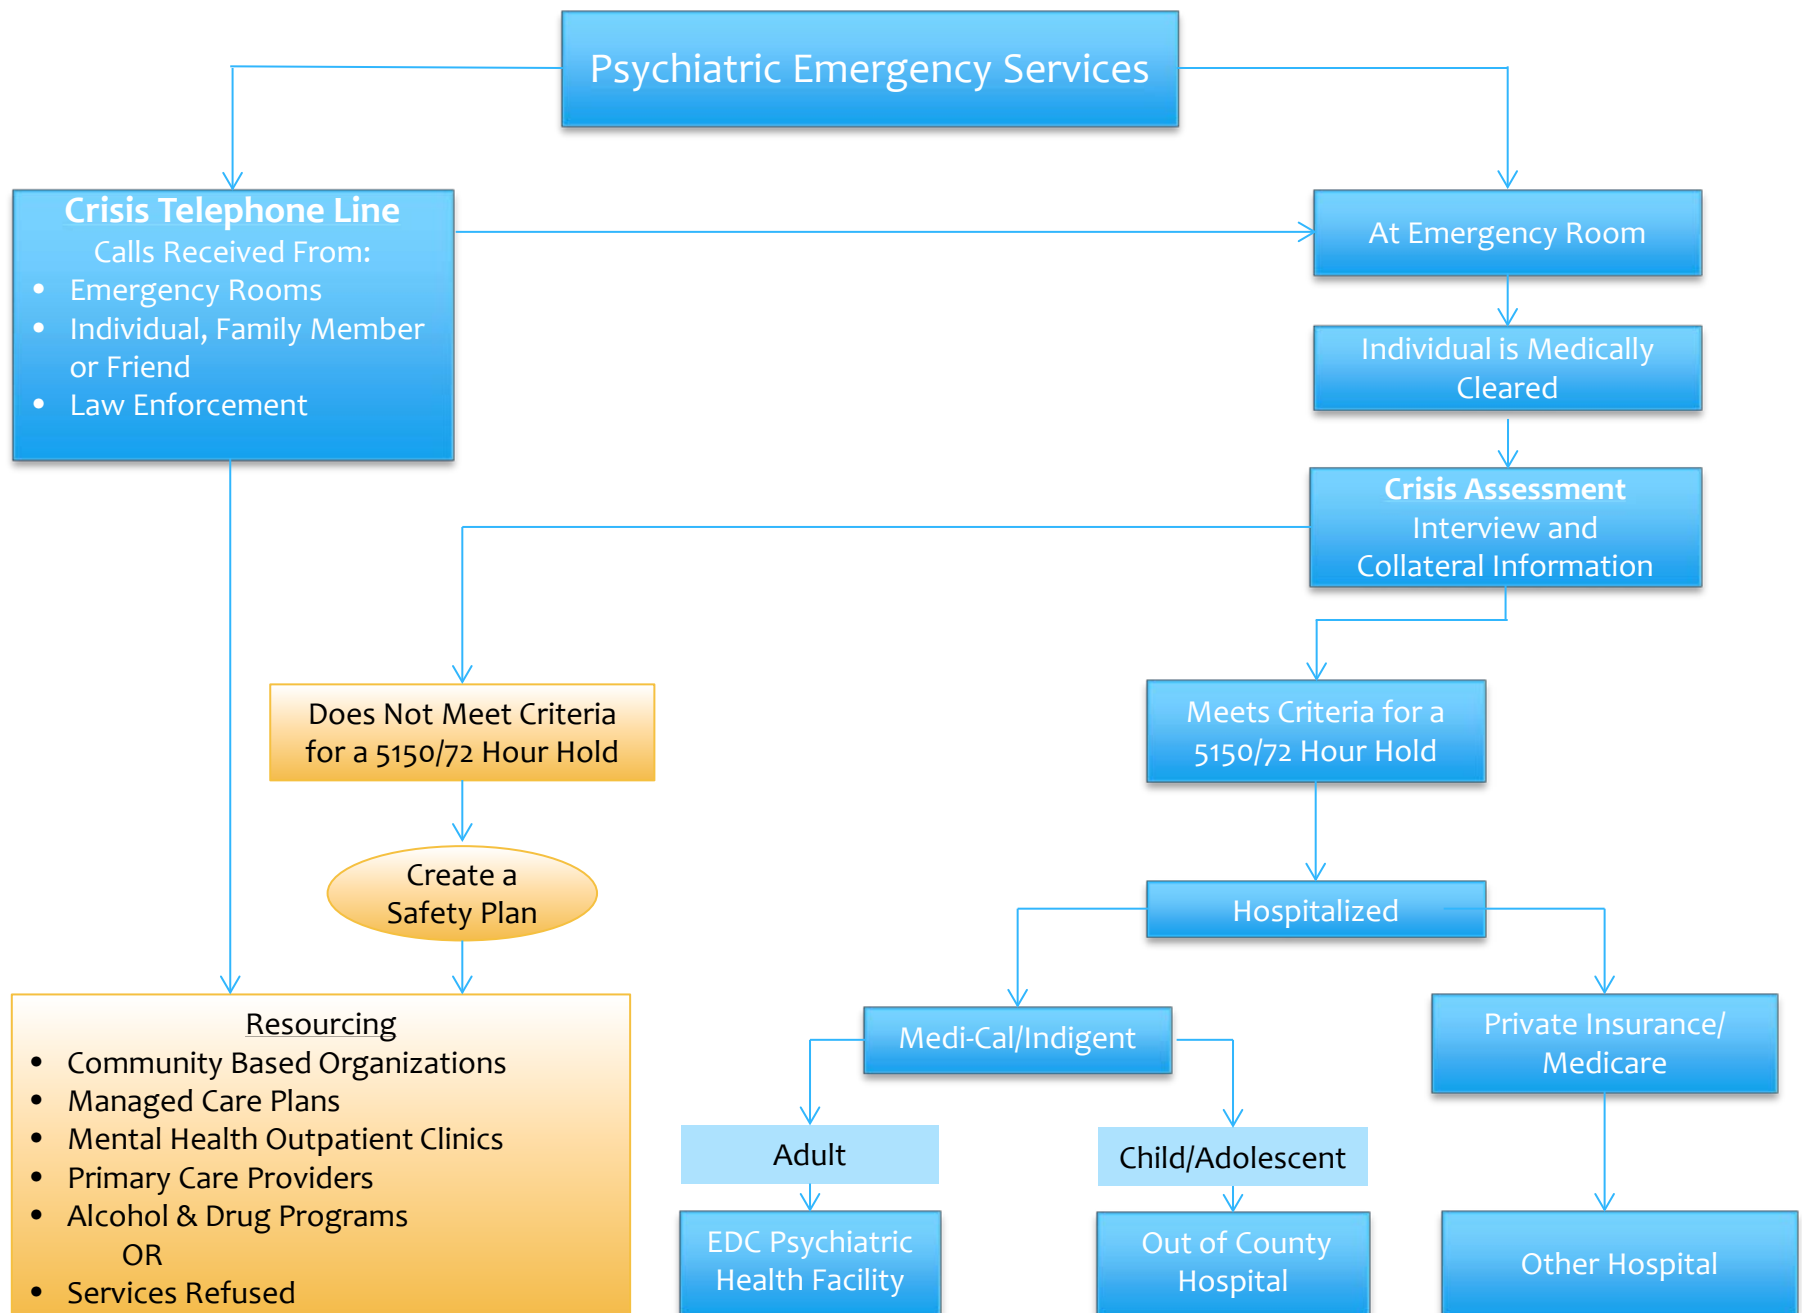 Psychiatric Emergency Services
Crisis Telephone Line
Calls Received From:
• Emergency Rooms
• Individual, Family Member
or Friend
• Law Enforcement
At Emergency Room
Individual is Medically
Cleared
Crisis Assessment
Interview and
Collateral Information
Does Not Meet Criteria
for a 5150/72 Hour Hold
Meets Criteria for a
5150/72 Hour Hold
Create a
Safety Plan
Hospitalized
Resourcing
• Community Based Organizations
• Managed Care Plans
• Mental Health Outpatient Clinics
• Primary Care Providers
• Alcohol & Drug Programs
OR
• Services Refused
Medi-Cal/Indigent
Private Insurance/
Medicare
Adult
Child/Adolescent
EDC Psychiatric
Health Facility
Out of County
Hospital
Other Hospital